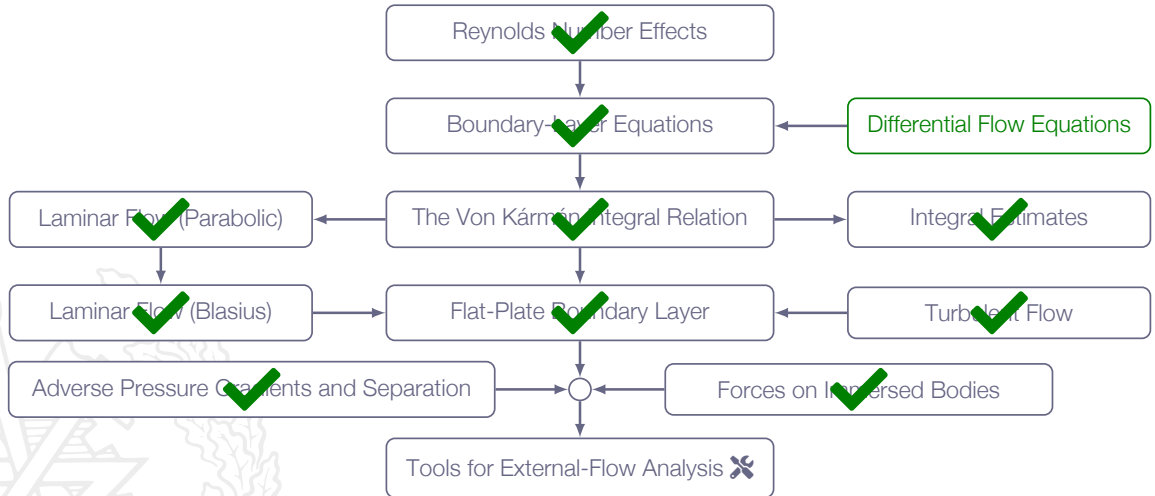 Reynolds Number Effects
Boundary-Layer Equations
Differential Flow Equations
Laminar Flow (Parabolic)
The Von Kármán Integral Relation
Integral Estimates
Laminar Flow (Blasius)
Flat-Plate Boundary Layer
Turbulent Flow
Adverse Pressure Gradients and Separation
Forces on Immersed Bodies
Tools for External-Flow Analysis